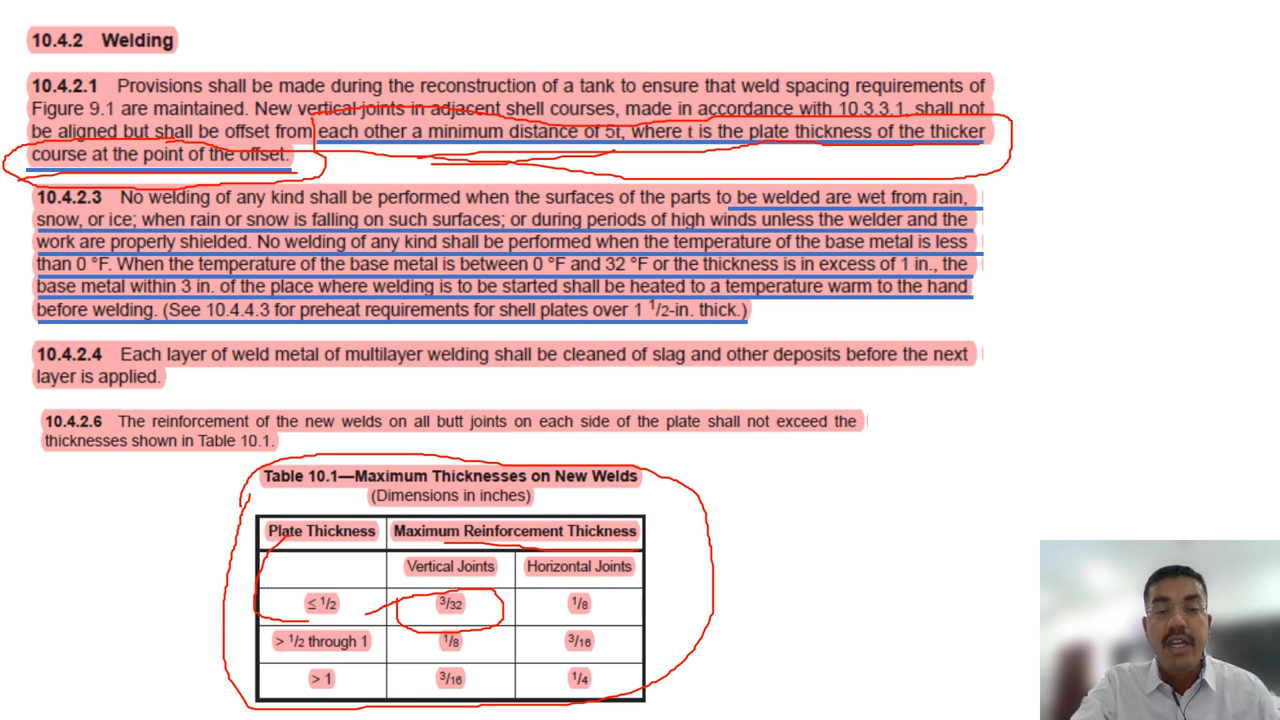 10.4.2 Welding
10.4.2.1 Provisions shall be made during the reconstruction of a tank to ensure that weld spacing requirements of
Figure 9.1 are maintained. New vertical joints in adjacent shell courses, made in accordance with 10.3.3.1, shall not
be aligned but shall be offset from each other a minimum distance of 5t, where t is the plate thickness of the thicker
course at the point of the offset.
10.4.2.3 No welding of any kind shall be performed when the surfaces of the parts to be welded are wet from rain,
snow, or ice; when rain or snow is falling on such surfaces; or during periods of high winds unless the welder and the
work are properly shielded. No welding of any kind shall be performed when the temperature of the base metal is less
than 0 °F. When the temperature of the base metal is between 0 °F and 32 °F or the thickness is in excess of 1 in., the
base metal within 3 in. of the place where welding is to be started shall be heated to a temperature warm to the hand
before welding. (See 10.4.4.3 for preheat requirements for shell plates over 1 1/2-in. thick.)
10.4.2.4 Each layer of weld metal of multilayer welding shall be cleaned of slag and other deposits before the next
layer is applied.
10.4.2.6 The reinforcement of the new welds on all butt joints on each side of the plate shall not exceed the
thicknesses shown in Table 10.1.
Table 10.1—Maximum Thicknesses on New Welds
(Dimensions in inches)
Plate Thickness Maximum Reinforcement Thickness
Vertical Joints Horizontal Joints
≤ 1/2 3/32 1/8
> 1/2 through 1 1/8 3/16
> 1 3/16 1/4